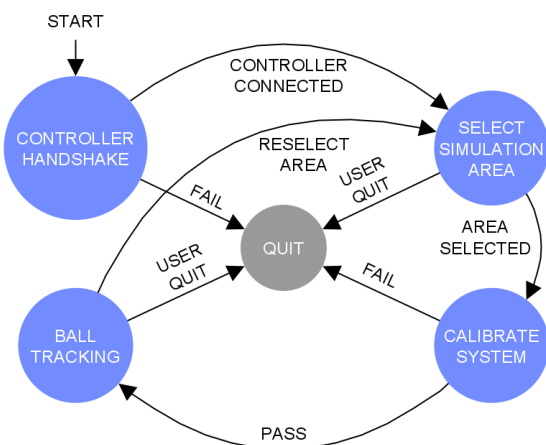 START
CONTROLLER
CONNECTED
CONTROLLER
HANDSHAKE
SELECT
SIMULATION
AREA
RESELECT
AREA
FAIL
USER
QUIT
QUIT
AREA
SELECTED
USER
QUIT
FAIL
BALL
TRACKING
CALIBRATE
SYSTEM
PASS